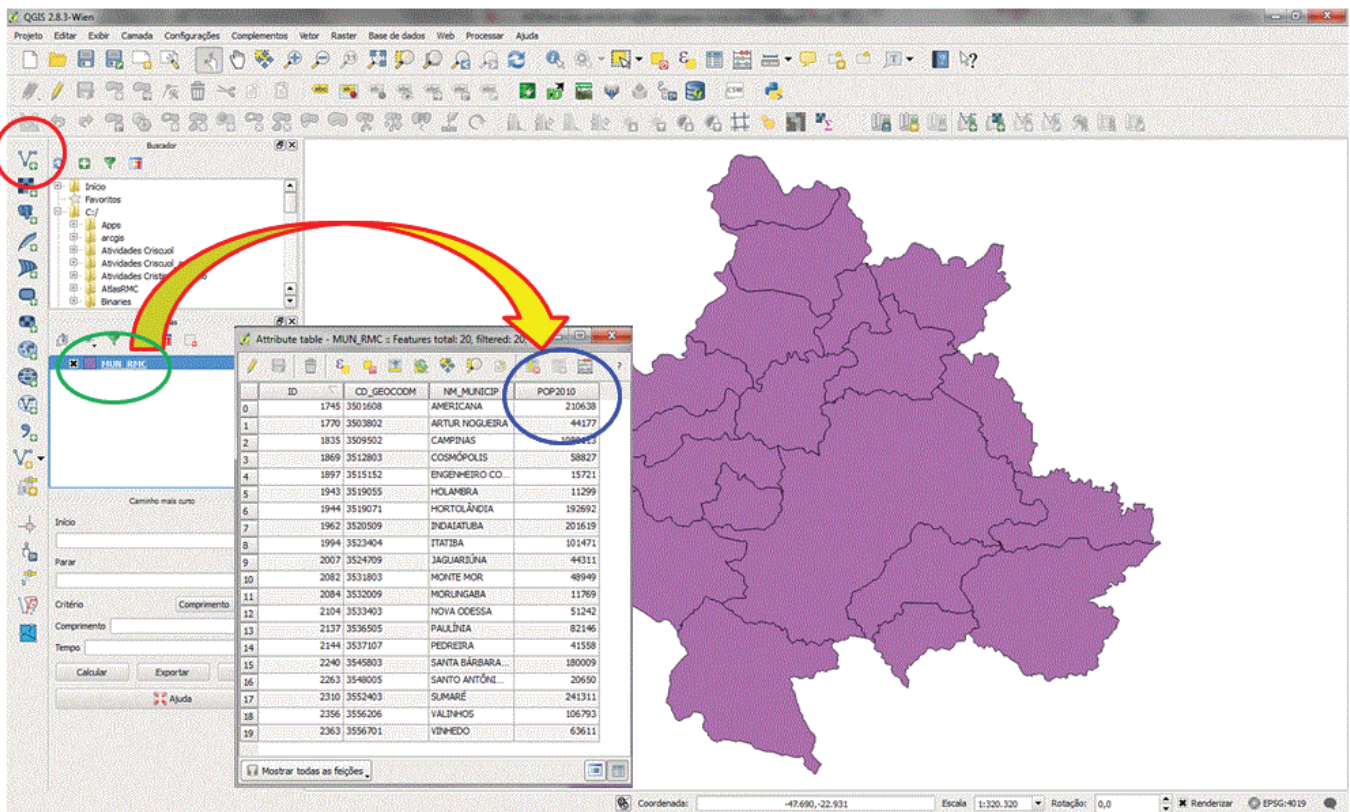 QGIS 2.8.3-Wien
Projeto Editar Exibir Camada Configurações Complementos Vetor Raster Base de dados Web Processar Ajuda
Buscador
Início
Favoritos
C:/
Apps
arcgis
Atividades Criscuol
Atividades Criscuol
Atividades Cristi
AtlasRMC
Binaries
MUN_RMC
Caminho mais curto
Início
Parar
Critério Comprimento
Comprimento
Tempo
Calcular Exportar
Ajuda
Attribute table - MUN_RMC :: Features total: 20, filtered: 20
ID CD_GEOCODM NM_MUNICIP POP2010
0 1745 3501608 AMERICANA 210638
1 1770 3503802 ARTUR NOGUEIRA 44177
2 1835 3509502 CAMPINAS
3 1869 3512803 COSMÓPOLIS 58827
4 1897 3515152 ENGENHEIRO CO... 15721
5 1943 3519055 HOLAMBRA 11299
6 1944 3519071 HORTOLÂNDIA 192692
7 1962 3520509 INDAIATUBA 201619
8 1994 3523404 ITATIBA 101471
9 2007 3524709 JAGUARIÚNA 44311
10 2082 3531803 MONTE MOR 48949
11 2084 3532009 MORUNGABA 11769
12 2104 3533403 NOVA ODESSA 51242
13 2137 3536505 PAULÍNIA 82146
14 2144 3537107 PEDREIRA 41558
15 2240 3545803 SANTA BÁRBARA... 180009
16 2263 3548005 SANTO ANTÔNI... 20650
17 2310 3552403 SUMARÉ 241311
18 2356 3556206 VALINHOS 106793
19 2363 3556701 VINHEDO 63611
Mostrar todas as feições
Coordenada: -47.690,-22.931 Escala 1:320.320 Rotação: 0,0 Renderizar EPSG:4019